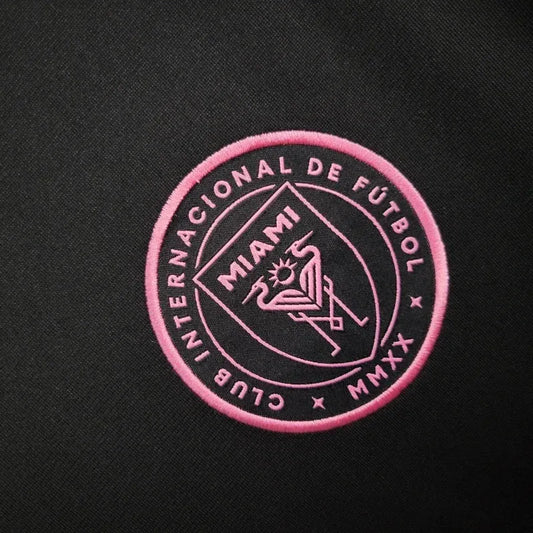 CLUB INTERNACIONAL DE FÚTBOL
MIAMI
MMXX